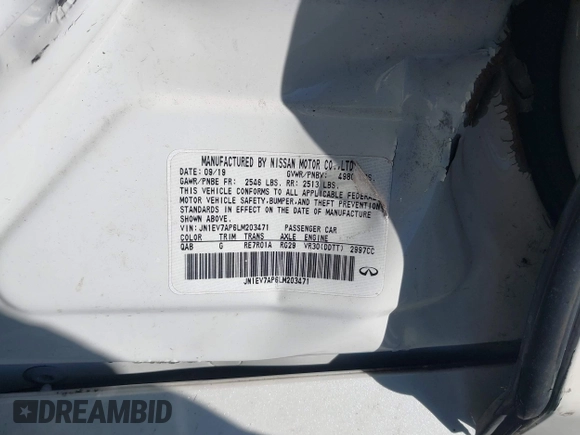 MANUFACTURED BY NISSAN MOTOR CO.,LTD
DATE: 09/19 GVWR/PNBV:
GAWR/PNBE FR: 2546 LBS. RR: 2513 LBS.
THIS VEHICLE CONFORMS TO ALL APPLICABLE FEDERAL
MOTOR VEHICLE SAFETY,BUMPER,AND THEFT PREVENTION
STANDARDS IN EFFECT ON THE DATE OF MANUFACTURE
SHOWN ABOVE.
VIN: JN1EV7AP6LM203471 PASSENGER CAR
COLOR TRIM TRANS AXLE ENGINE
QAB G RE7R01A RG29 VR30(DDTT) 2997CC
JN1EV7AP6LM203471
DREAMBID